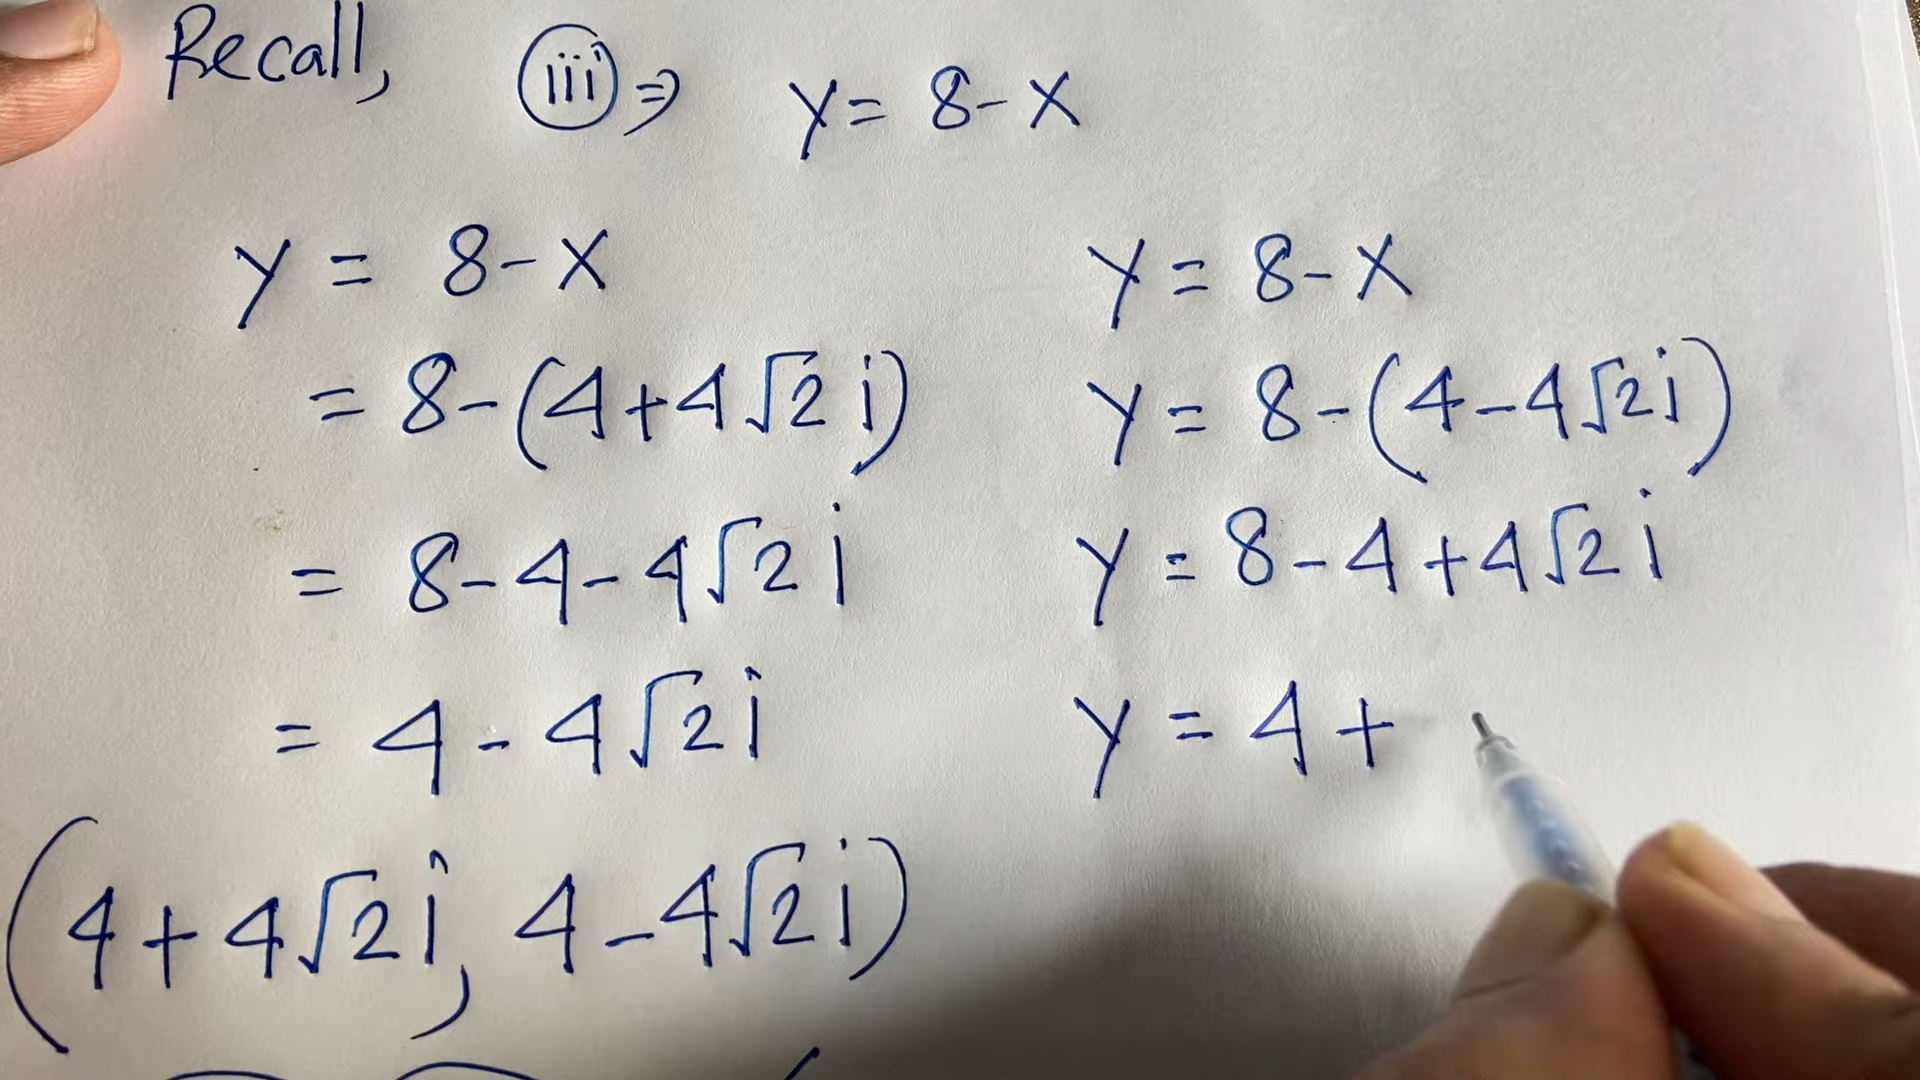 Recall, (iii) ⇒ y = 8 - x
y = 8 - x
= 8 - (4 + 4√2 i)
= 8 - 4 - 4√2 i
= 4 - 4√2 i
(4 + 4√2 i, 4 - 4√2 i)
y = 8 - x
y = 8 - (4 - 4√2 i)
y = 8 - 4 + 4√2 i
y = 4 +